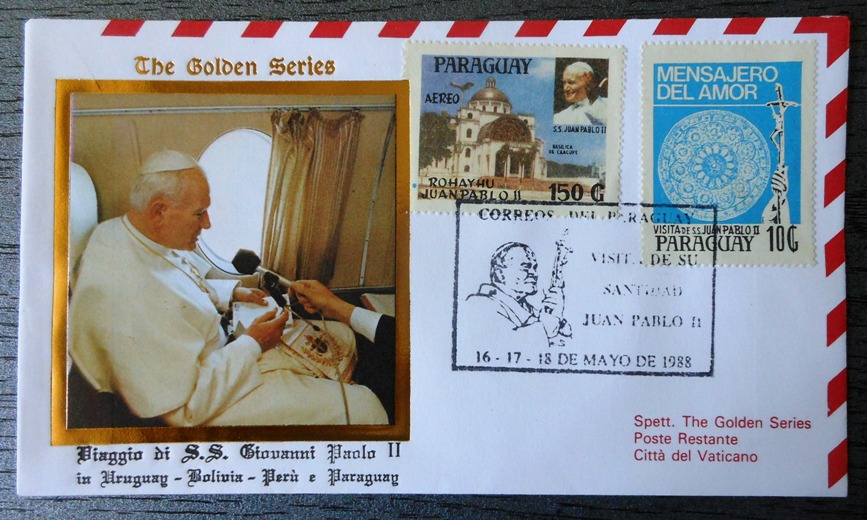 The Golden Series
PARAGUAY
AEREO
S.S. JUAN PABLO II
BASILICA
DE CAACUPE
ROHAYHU
JUAN PABLO II
150 ₲
MENSAJERO
DEL AMOR
VISITA DE S.S. JUAN PABLO II
PARAGUAY 10₲
CORREOS DEL PARAGUAY
VISITA DE SU
SANTIDAD
JUAN PABLO II
16 - 17 - 18 DE MAYO DE 1988
Viaggio di S.S. Giovanni Paolo II
in Uruguay - Bolivia - Perù e Paraguay
Spett. The Golden Series
Poste Restante
Città del Vaticano